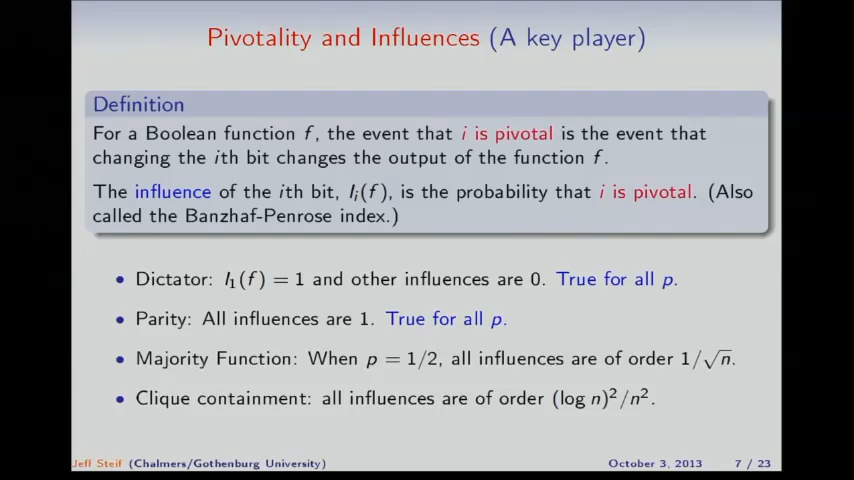 Pivotality and Influences (A key player)
Definition
For a Boolean function f, the event that i is pivotal is the event that
changing the ith bit changes the output of the function f.
The influence of the ith bit, Iᵢ(f), is the probability that i is pivotal. (Also
called the Banzhaf-Penrose index.)
• Dictator: I₁(f) = 1 and other influences are 0. True for all p.
• Parity: All influences are 1. True for all p.
• Majority Function: When p = 1/2, all influences are of order 1/√n.
• Clique containment: all influences are of order (log n)²/n².
Jeff Steif (Chalmers/Gothenburg University) October 3, 2013 7 / 23